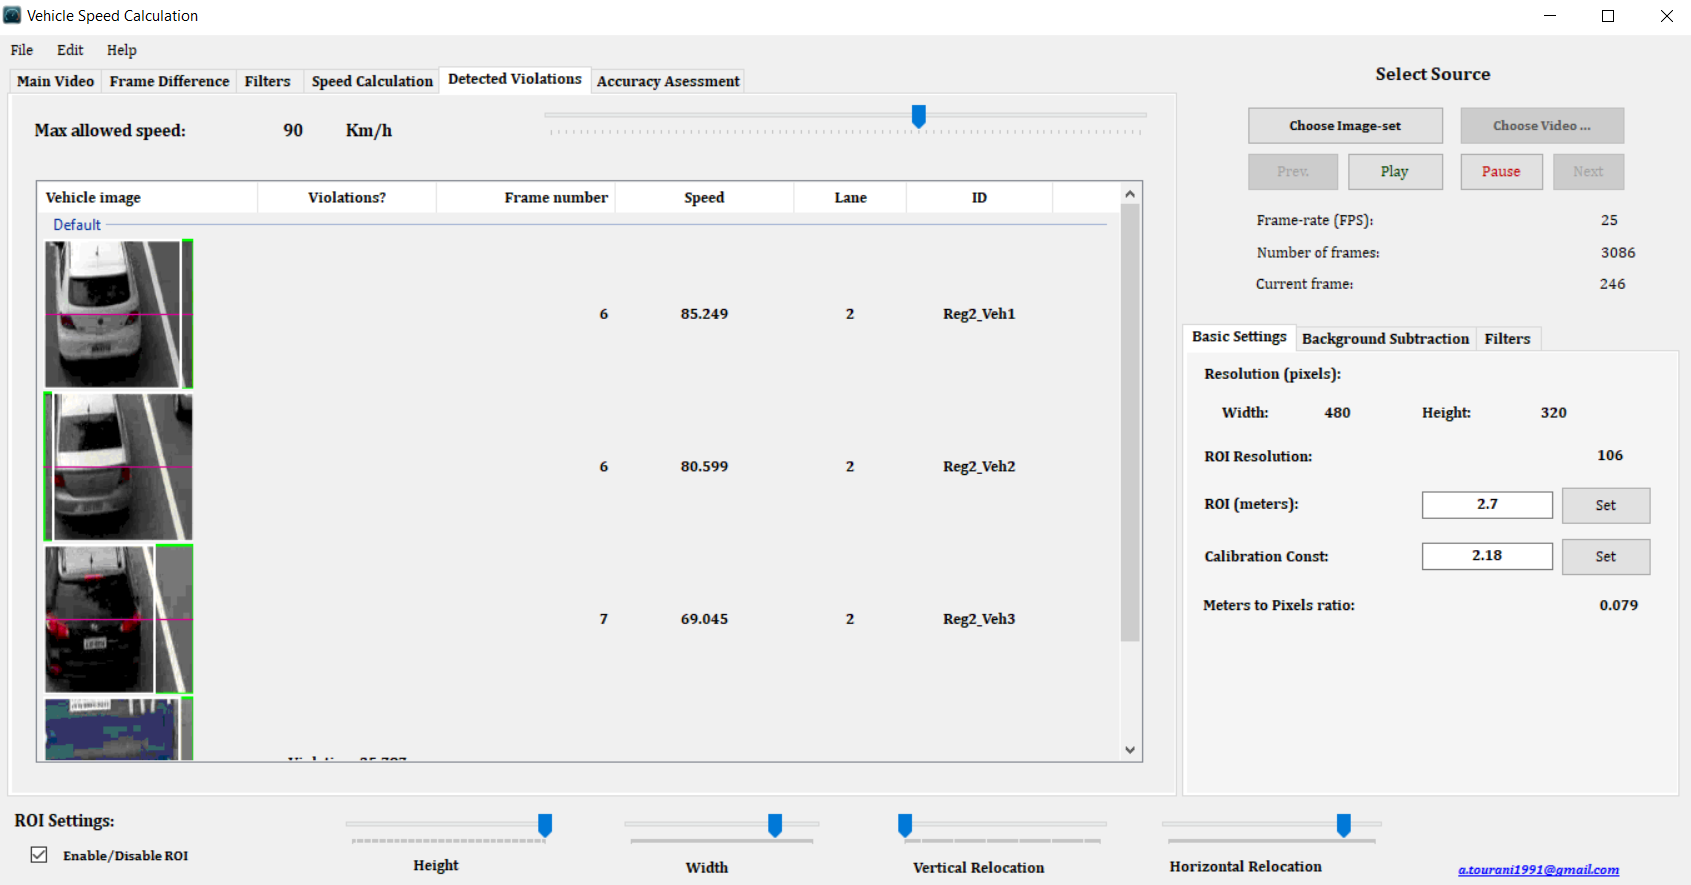 Vehicle Speed Calculation
File Edit Help
Main Video Frame Difference Filters Speed Calculation Detected Violations Accuracy Asessment
Max allowed speed: 90 Km/h
Vehicle image Violations? Frame number Speed Lane ID
Default
6 85.249 2 Reg2_Veh1
6 80.599 2 Reg2_Veh2
7 69.045 2 Reg2_Veh3
Select Source
Choose Image-set Choose Video ...
Prev. Play Pause Next
Frame-rate (FPS): 25
Number of frames: 3086
Current frame: 246
Basic Settings Background Subtraction Filters
Resolution (pixels):
Width: 480 Height: 320
ROI Resolution: 106
ROI (meters): 2.7 Set
Calibration Const: 2.18 Set
Meters to Pixels ratio: 0.079
ROI Settings:
Enable/Disable ROI
Height Width Vertical Relocation Horizontal Relocation
a.tourani1991@gmail.com